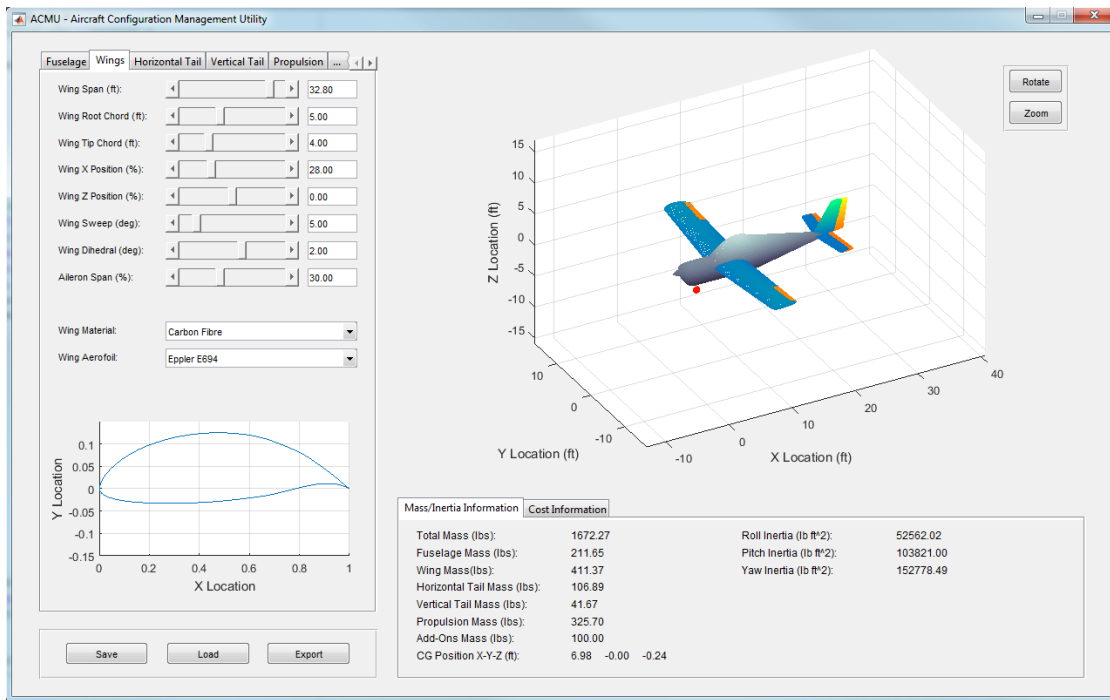 ACMU - Aircraft Configuration Management Utility
Fuselage Wings Horizontal Tail Vertical Tail Propulsion ...
Wing Span (ft): 32.80
Wing Root Chord (ft): 5.00
Wing Tip Chord (ft): 4.00
Wing X Position (%): 28.00
Wing Z Position (%): 0.00
Wing Sweep (deg): 5.00
Wing Dihedral (deg): 2.00
Aileron Span (%): 30.00
Wing Material: Carbon Fibre
Wing Aerofoil: Eppler E694
0.1
0.05
0
-0.05
-0.1
-0.15
Y Location
0 0.2 0.4 0.6 0.8 1
X Location
Save Load Export
Rotate
Zoom
15
10
5
0
-5
-10
-15
Z Location (ft)
10
0
-10
Y Location (ft)
-10
0
10
20
30
40
X Location (ft)
Mass/Inertia Information Cost Information
Total Mass (lbs): 1672.27 Roll Inertia (lb ft^2): 52562.02
Fuselage Mass (lbs): 211.65 Pitch Inertia (lb ft^2): 103821.00
Wing Mass(lbs): 411.37 Yaw Inertia (lb ft^2): 152778.49
Horizontal Tail Mass (lbs): 106.89
Vertical Tail Mass (lbs): 41.67
Propulsion Mass (lbs): 325.70
Add-Ons Mass (lbs): 100.00
CG Position X-Y-Z (ft): 6.98 -0.00 -0.24